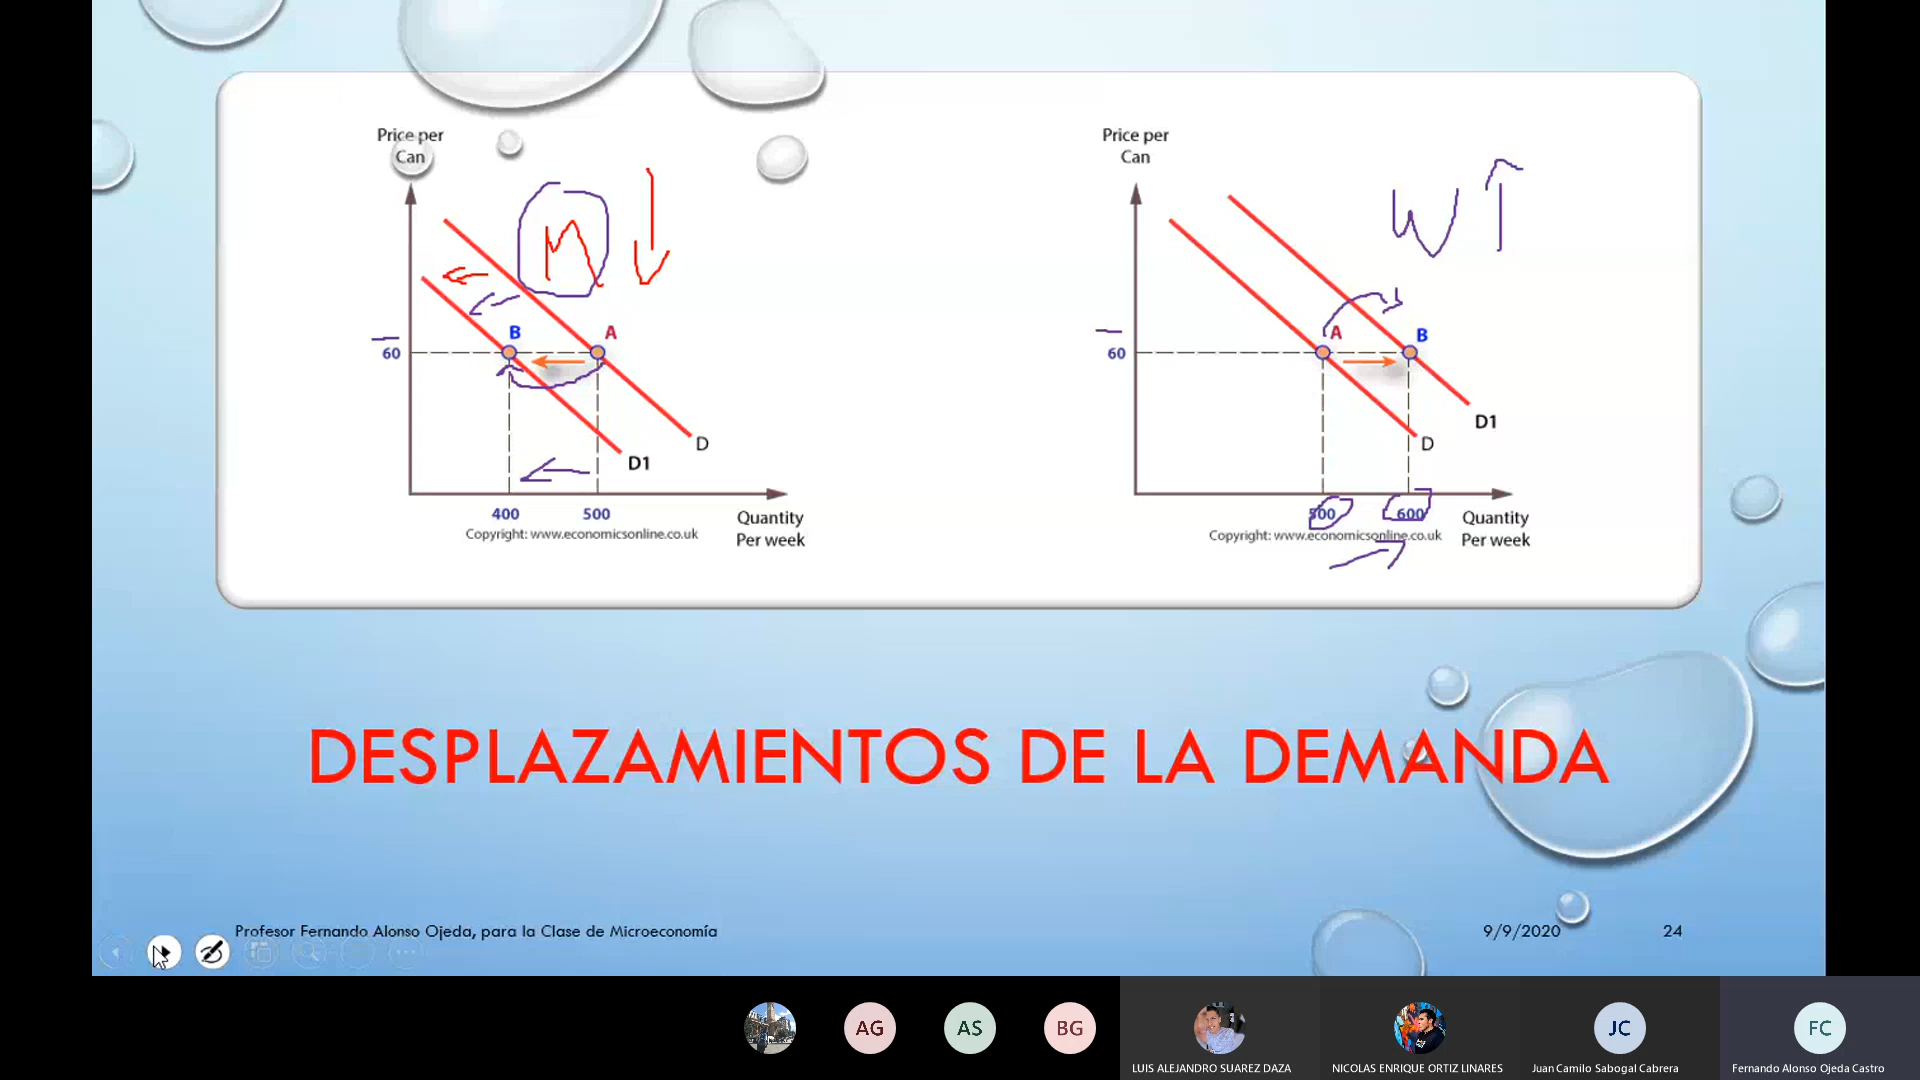 Price per
Can
M ↓
60
B
A
D
D1
400
500
Quantity
Per week
Copyright: www.economicsonline.co.uk
Price per
Can
W ↑
60
A
B
D1
D
500
600
Quantity
Per week
Copyright: www.economicsonline.co.uk
DESPLAZAMIENTOS DE LA DEMANDA
Profesor Fernando Alonso Ojeda, para la Clase de Microeconomía
9/9/2020
24
AG
AS
BG
JC
FC
LUIS ALEJANDRO SUAREZ DAZA
NICOLAS ENRIQUE ORTIZ LINARES
Juan Camilo Sabogal Cabrera
Fernando Alonso Ojeda Castro